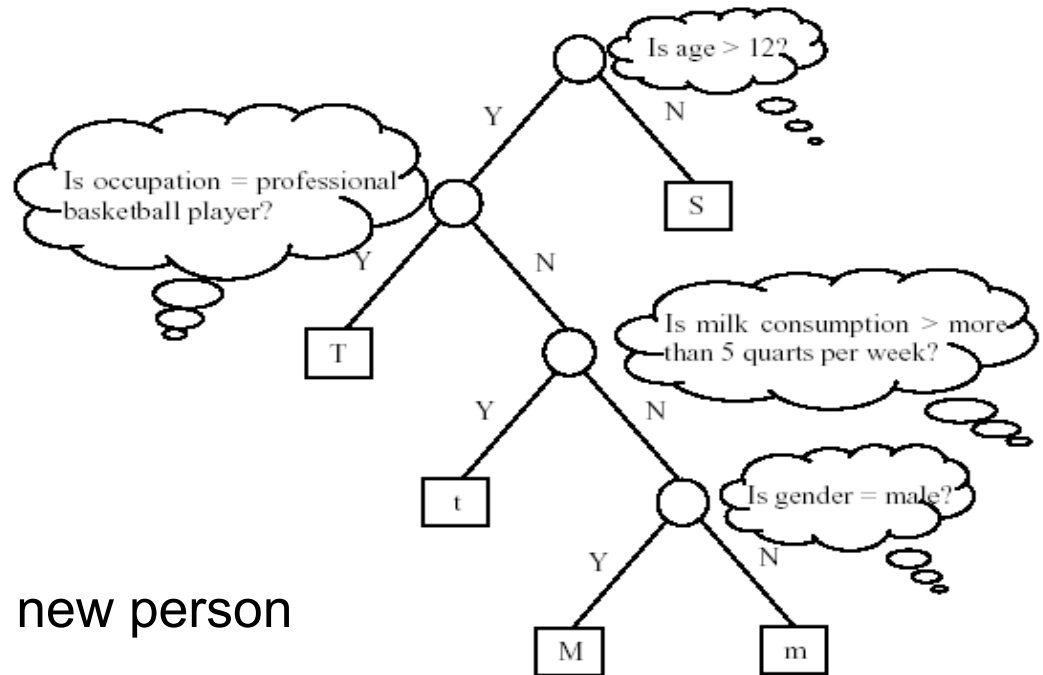 Is age > 12?
Y
N
Is occupation = professional
basketball player?
S
Y
N
Is milk consumption > more
than 5 quarts per week?
T
Y
N
t
Is gender = male?
Y
N
new person
M
m